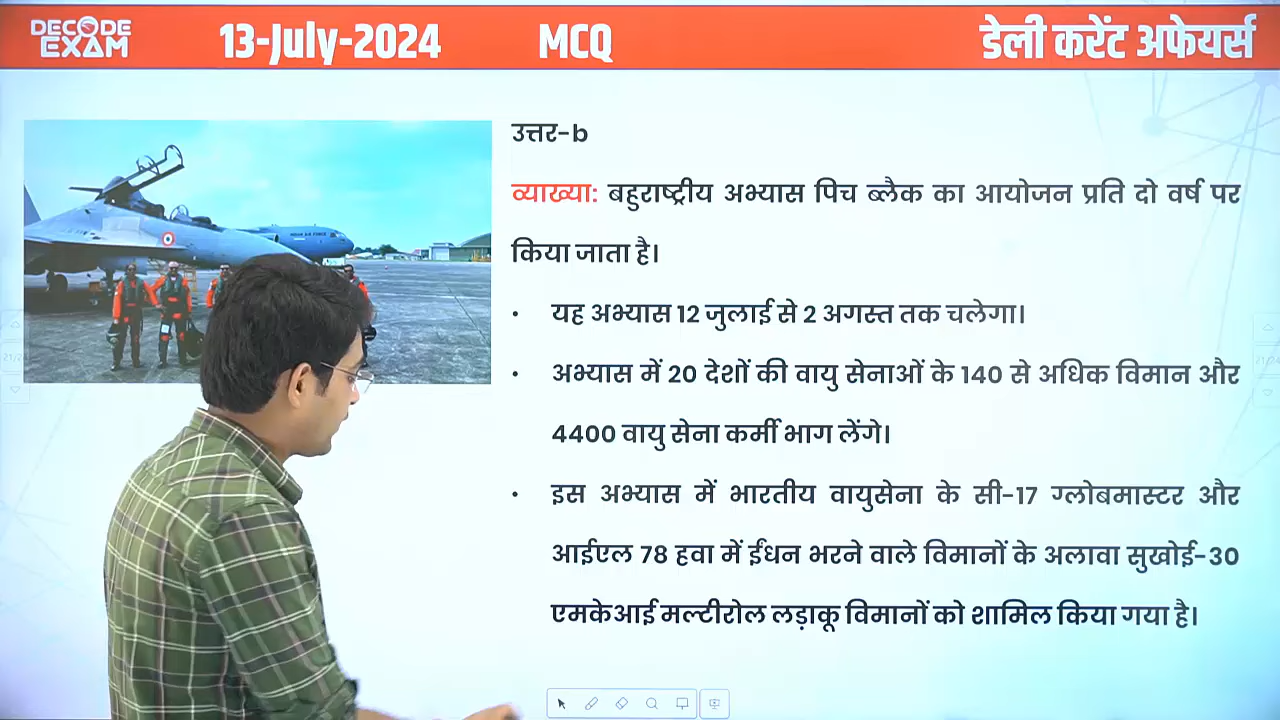 DECODE EXAM
13-July-2024
MCQ
डेली करेंट अफेयर्स
उत्तर-b
व्याख्या: बहुराष्ट्रीय अभ्यास पिच ब्लैक का आयोजन प्रति दो वर्ष पर
किया जाता है।
• यह अभ्यास 12 जुलाई से 2 अगस्त तक चलेगा।
• अभ्यास में 20 देशों की वायु सेनाओं के 140 से अधिक विमान और
4400 वायु सेना कर्मी भाग लेंगे।
• इस अभ्यास में भारतीय वायुसेना के सी-17 ग्लोबमास्टर और
आईएल 78 हवा में ईंधन भरने वाले विमानों के अलावा सुखोई-30
एमकेआई मल्टीरोल लड़ाकू विमानों को शामिल किया गया है।